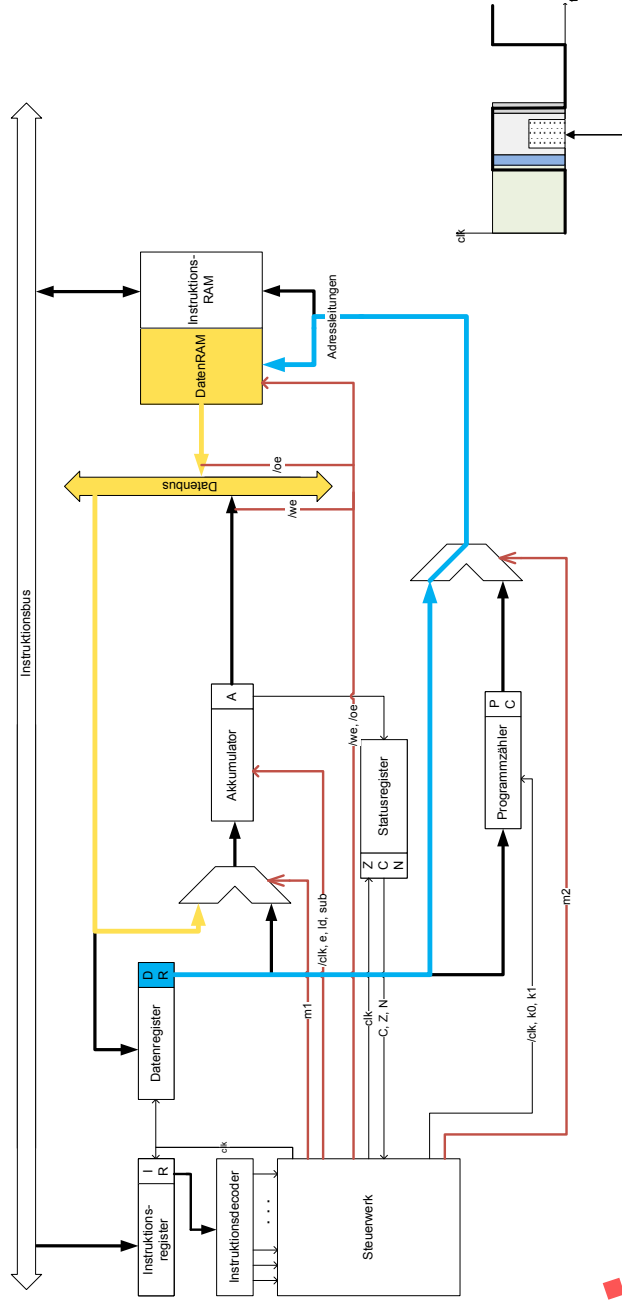 Instruktionsbus
Instruktions-
register
I
R
Datenregister
D
R
Instruktionsdecoder
. . .
Steuerwerk
clk
Akkumulator
A
Datenbus
/we
/oe
DatenRAM
Instruktions-
RAM
Adressleitungen
m1
/clk, e, ld, sub
/we, /oe
clk
C, Z, N
Z
C
N
Statusregister
/clk, k0, k1
Programmzähler
P
C
m2
clk